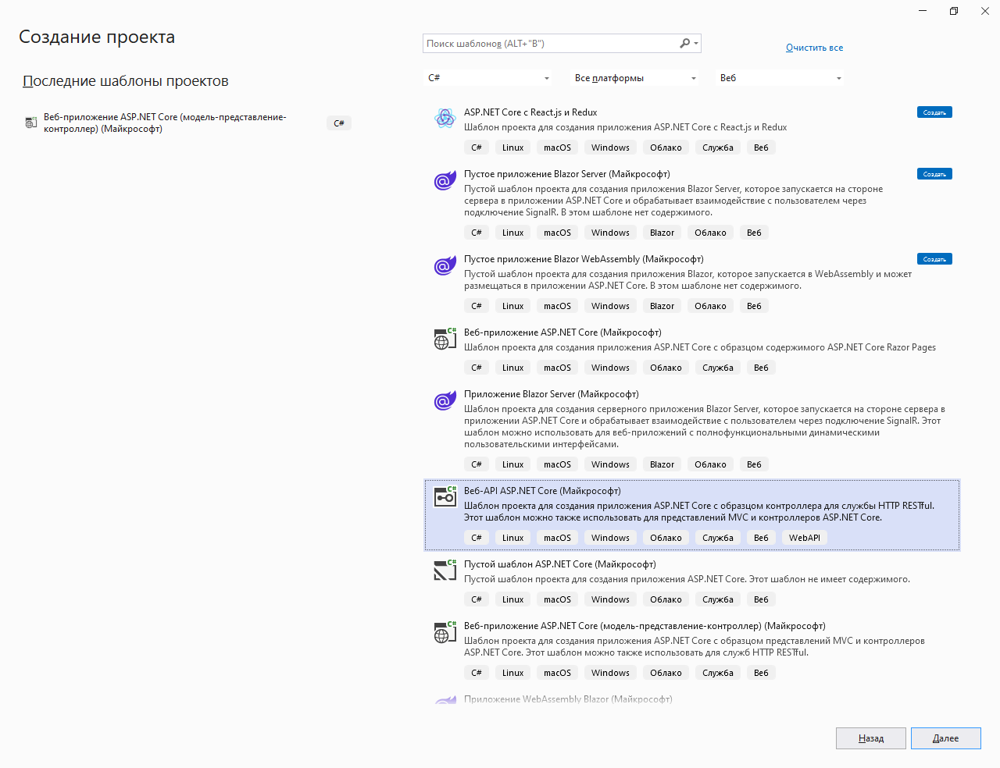 Создание проекта
Поиск шаблонов (ALT+"В")
Очистить все
Последние шаблоны проектов
C#
Все платформы
Веб
Веб-приложение ASP.NET Core (модель-представление-
контроллер) (Майкрософт)
C#
ASP.NET Core с React.js и Redux
Создать
Шаблон проекта для создания приложения ASP.NET Core с React.js и Redux
C# Linux macOS Windows Облако Служба Веб
Пустое приложение Blazor Server (Майкрософт)
Создать
Пустой шаблон проекта для создания приложения Blazor Server, которое запускается на стороне
сервера в приложении ASP.NET Core и обрабатывает взаимодействие с пользователем через
подключение SignalR. В этом шаблоне нет содержимого.
C# Linux macOS Windows Blazor Облако Веб
Пустое приложение Blazor WebAssembly (Майкрософт)
Создать
Пустой шаблон проекта для создания приложения Blazor, которое запускается в WebAssembly и может
размещаться в приложении ASP.NET Core. В этом шаблоне нет содержимого.
C# Linux macOS Windows Blazor Облако Веб
Веб-приложение ASP.NET Core (Майкрософт)
Шаблон проекта для создания приложения ASP.NET Core с образцом содержимого ASP.NET Core Razor Pages
C# Linux macOS Windows Облако Служба Веб
Приложение Blazor Server (Майкрософт)
Шаблон проекта для создания серверного приложения Blazor Server, которое запускается на стороне сервера в
приложении ASP.NET Core и обрабатывает взаимодействие с пользователем через подключение SignalR. Этот
шаблон можно использовать для веб-приложений с полнофункциональными динамическими
пользовательскими интерфейсами.
C# Linux macOS Windows Blazor Облако Веб
Веб-API ASP.NET Core (Майкрософт)
Шаблон проекта для создания приложения ASP.NET Core с образцом контроллера для службы HTTP RESTful.
Этот шаблон можно также использовать для представлений MVC и контроллеров ASP.NET Core.
C# Linux macOS Windows Облако Служба Веб WebAPI
Пустой шаблон ASP.NET Core (Майкрософт)
Пустой шаблон проекта для создания приложения ASP.NET Core. Этот шаблон не имеет содержимого.
C# Linux macOS Windows Облако Служба Веб
Веб-приложение ASP.NET Core (модель-представление-контроллер) (Майкрософт)
Шаблон проекта для создания приложения ASP.NET Core с образцом представлений MVC и контроллеров
ASP.NET Core. Этот шаблон можно также использовать для служб HTTP RESTful.
C# Linux macOS Windows Облако Служба Веб
Приложение WebAssembly Blazor (Майкрософт)
Назад
Далее